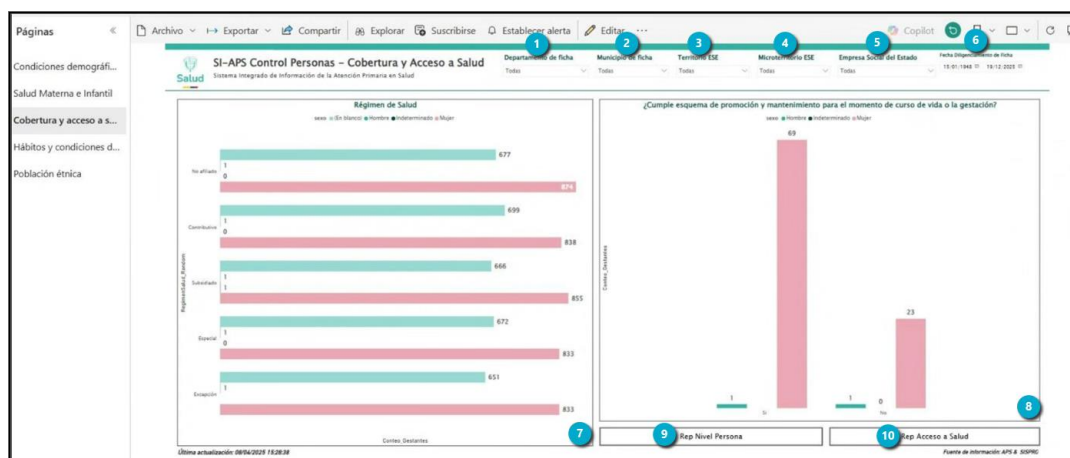 Páginas
Archivo
Exportar
Compartir
Explorar
Suscribirse
Establecer alerta
Editar
Copilot
Condiciones demográfi...
Salud Materna e Infantil
Cobertura y acceso a s...
Hábitos y condiciones d...
Población étnica
Salud
SI-APS Control Personas - Cobertura y Acceso a Salud
Sistema Integrado de Información de la Atención Primaria en Salud
1
2
3
4
5
6
Departamento de ficha
Todas
Municipio de ficha
Todas
Territorio ESE
Todas
Microterritorio ESE
Todas
Empresa Social del Estado
Todas
Fecha Diligenciamiento de Ficha
Régimen de Salud
sexo (En blanco) Hombre Indeterminado Mujer
No afiliado
677
1
0
874
Contributivo
699
1
0
838
Subsidiado
666
1
1
855
Especial
672
1
0
833
Excepción
651
1
833
Conteo_Gestantes
7
¿Cumple esquema de promoción y mantenimiento para el momento de curso de vida o la gestación?
sexo Hombre Indeterminado Mujer
Conteo_Gestantes
1
69
Si
1
0
23
No
8
9
Rep Nivel Persona
10
Rep Acceso a Salud
Última actualización: 08/04/2025 15:28:38
Fuente de información: APS & SISPRO